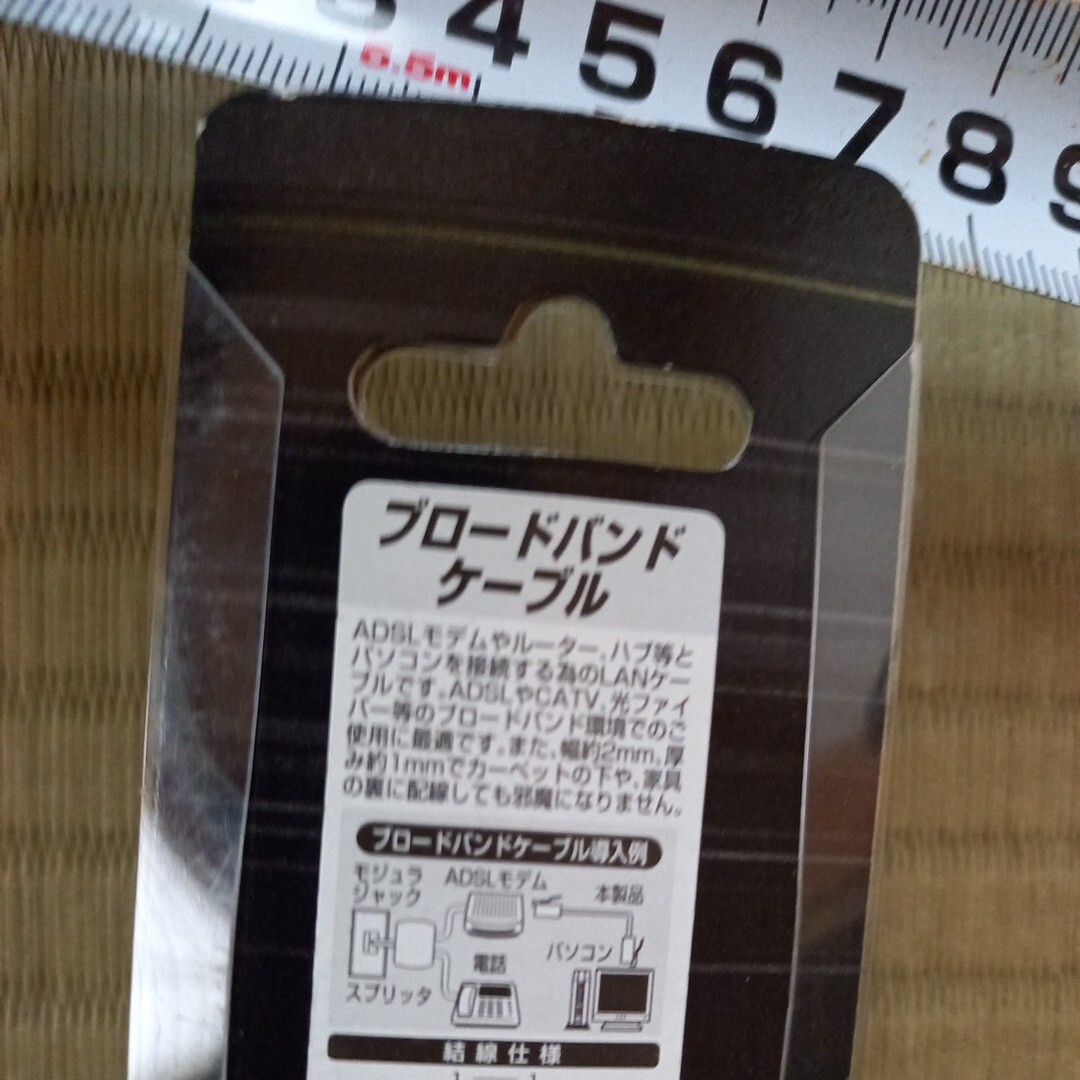 3 4 5 6 7 8 9
5.5m
ブロードバンド
ケーブル
ADSLモデムやルーター、ハブ等と
パソコンを接続する為のLANケー
ブルです。ADSLやCATV、光ファイ
バー等のブロードバンド環境でのご
使用に最適です。また、幅約2mm、厚
み約1mmでカーペットの下や、家具
の裏に配線しても邪魔になりません。
ブロードバンドケーブル導入例
モジュラ
ジャック
ADSLモデム
本製品
パソコン
電話
スプリッタ
結線仕様
1 — 1